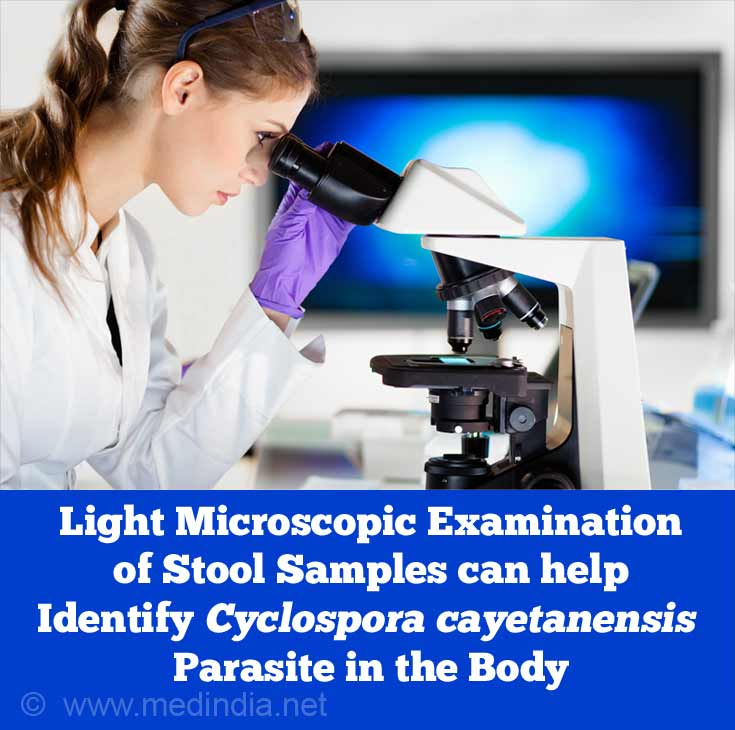 Light Microscopic Examination
of Stool Samples can help
Identify Cyclospora cayetanensis
Parasite in the Body
© www.medindia.net